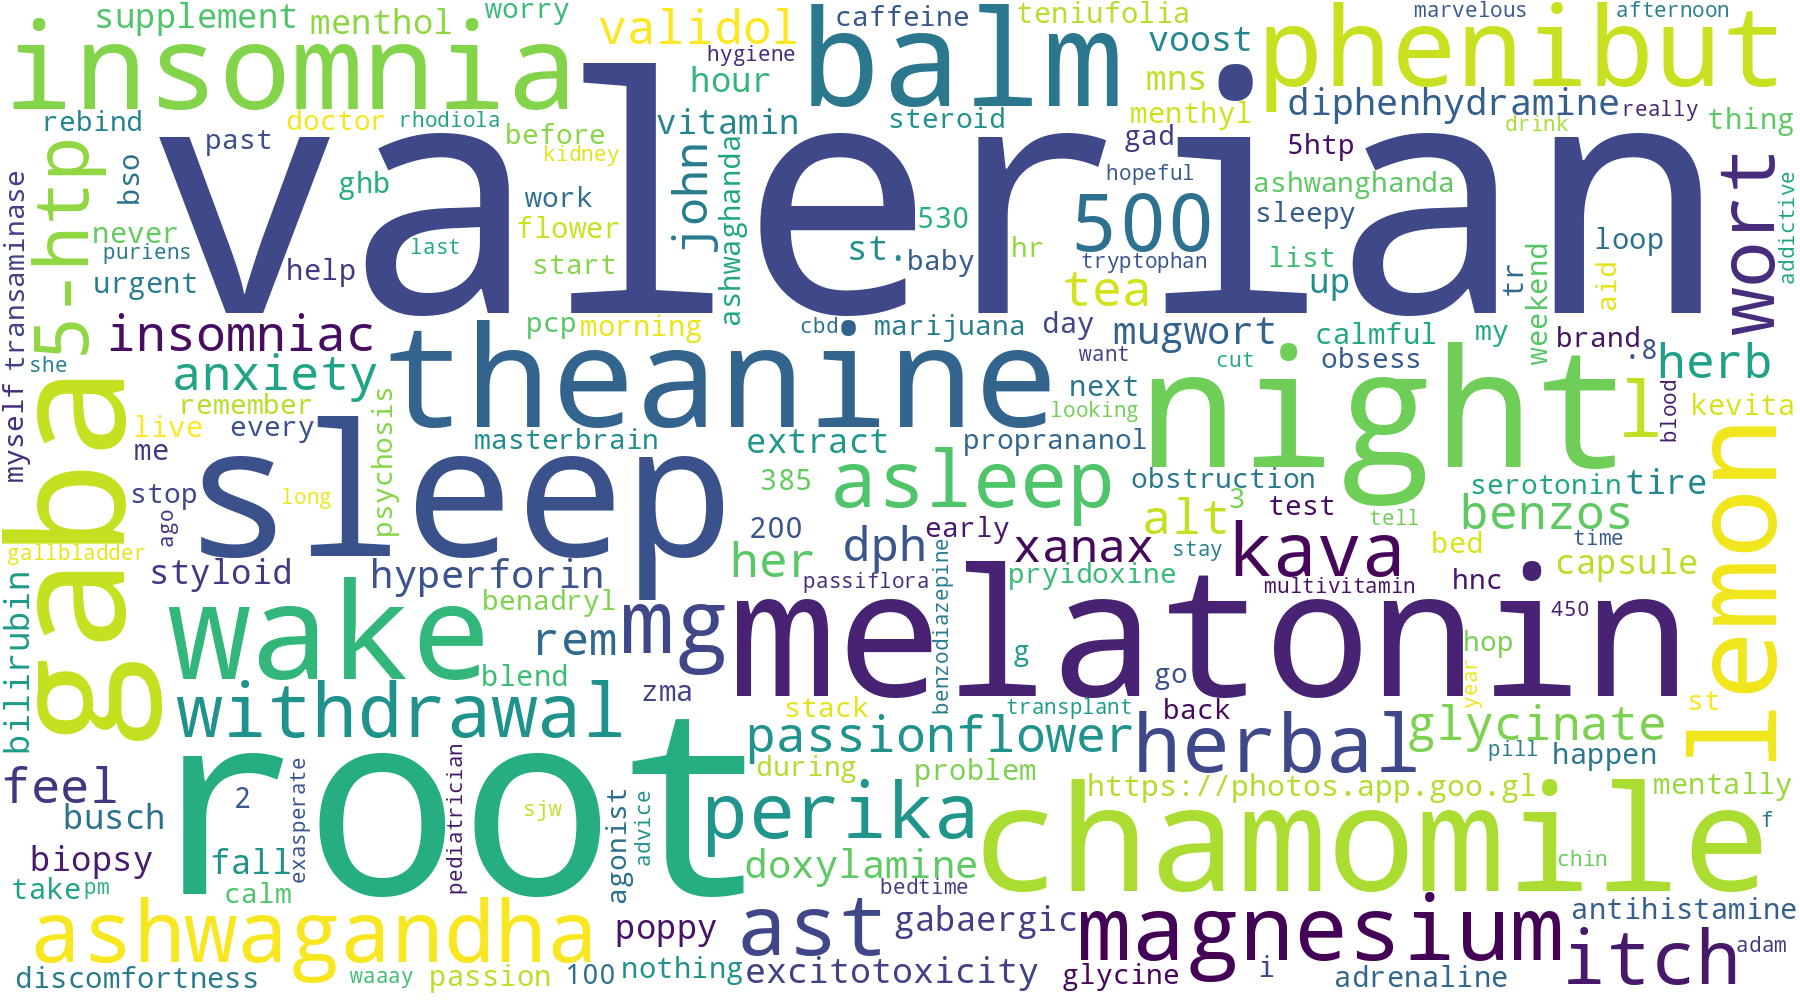 supplement
menthol
worry
validol
caffeine
balm
teniufolia
marvelous
afternoon
insomnia
hygiene
hour
voost
mns
phenibut
rebind
past
doctor
rhodiola
before
kidney
vitamin
steroid
menthyl
gad
diphenhydramine
really
drink
thing
valerian
5-htp
bso
ghb
work
flower
john
ashwaghanda
530
500
hopeful
5htp
ashwanghanda
sleepy
wort
addictive
myself
transaminase
never
puriens
urgent
help
last
start
st.
baby
hr
tryptophan
list
up
tr
weekend
loop
aid
tea
insomniac
pcp
morning
cbd
marijuana
day
mugwort
calmful
my
brand
.8
herb
she
anxiety
theanine
want
next
cut
obsess
night
l
blood
kevita
gaba
remember
live
every
me
psychosis
masterbrain
extract
looking
proprananol
sleep
stop
ago
long
385
asleep
obstruction
3
serotonin
tire
lemon
gallbladder
200
dph
early
alt
test
tell
benzos
time
styloid
hyperforin
her
passiflora
benzodiazepine
xanax
stay
pryidoxine
kava
multivitamin
bed
hnc
capsule
bilirubin
wake
benadryl
rem
mg
melatonin
450
g
hop
year
blend
zma
go
withdrawal
stack
transplant
back
st
passionflower
herbal
glycinate
pill
happen
root
feel
during
problem
https://photos.app.goo.gl
mentally
busch
2
exasperate
pediatrician
sjw
agonist
advice
perika
chamomile
f
biopsy
fall
doxylamine
chin
take
pm
calm
bedtime
ashwagandha
poppy
ast
gabaergic
magnesium
antihistamine
itch
adam
discomfortness
waaay
passion
100
nothing
excitotoxicity
glycine
i
adrenaline